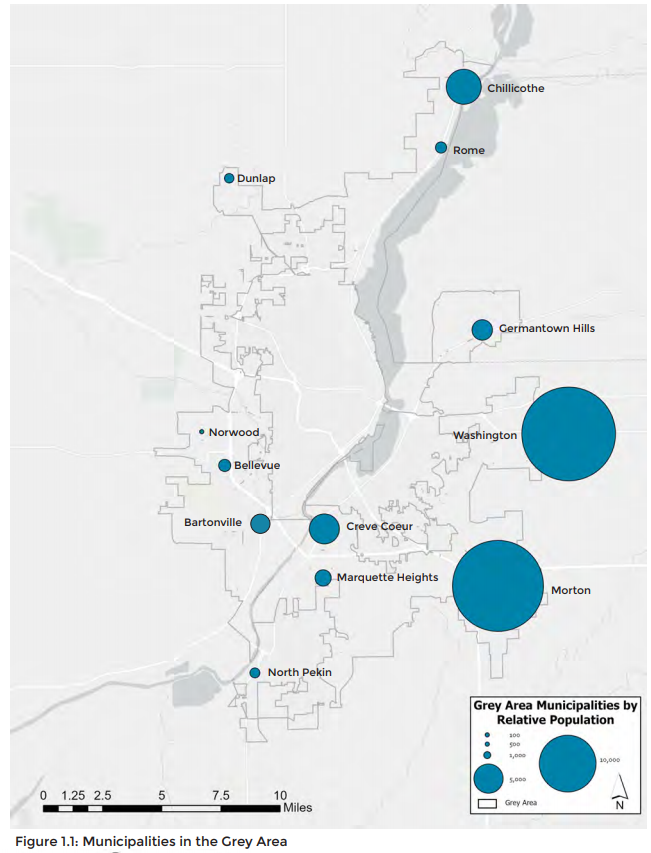 Chillicothe
Rome
Dunlap
Germantown Hills
Norwood
Washington
Bellevue
Bartonville
Creve Coeur
Marquette Heights
Morton
North Pekin
Grey Area Municipalities by
Relative Population
100
500
1,000
5,000
10,000
Grey Area
N
0 1.25 2.5 5 7.5 10
Miles
Figure 1.1: Municipalities in the Grey Area